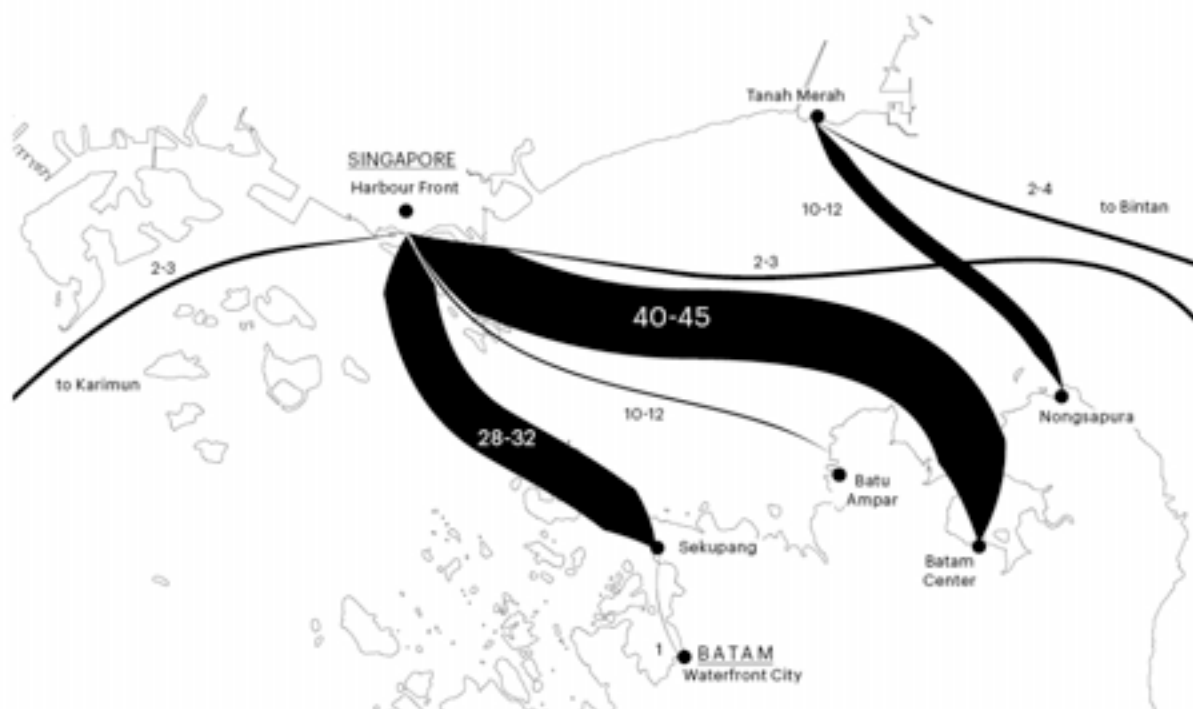 Tanah Merah
SINGAPORE
Harbour Front
2-4
to Bintan
10-12
2-3
2-3
40-45
to Karimun
10-12
Nongsapura
28-32
Batu
Ampar
Sekupang
Batam
Center
1
BATAM
Waterfront City